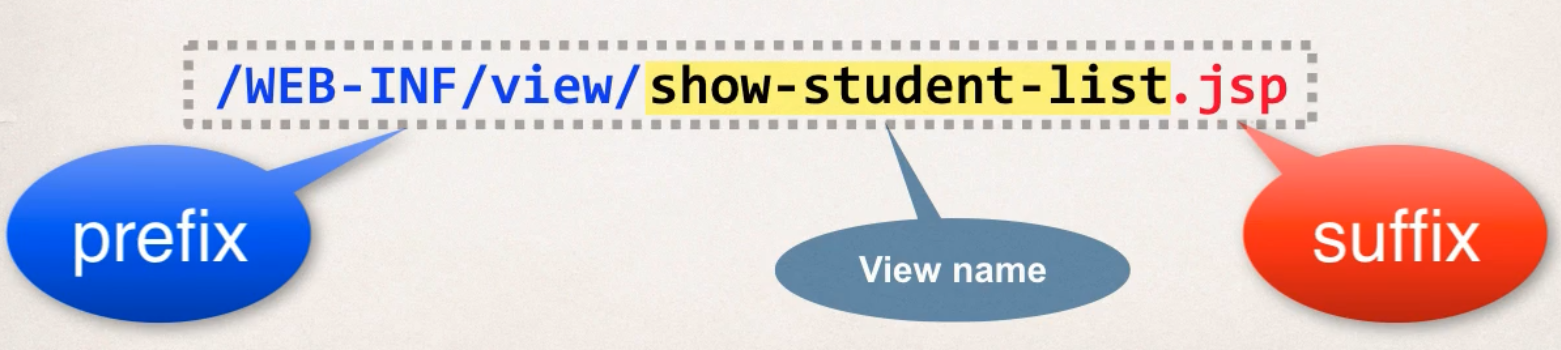 /WEB-INF/view/show-student-list.jsp
prefix
View name
suffix